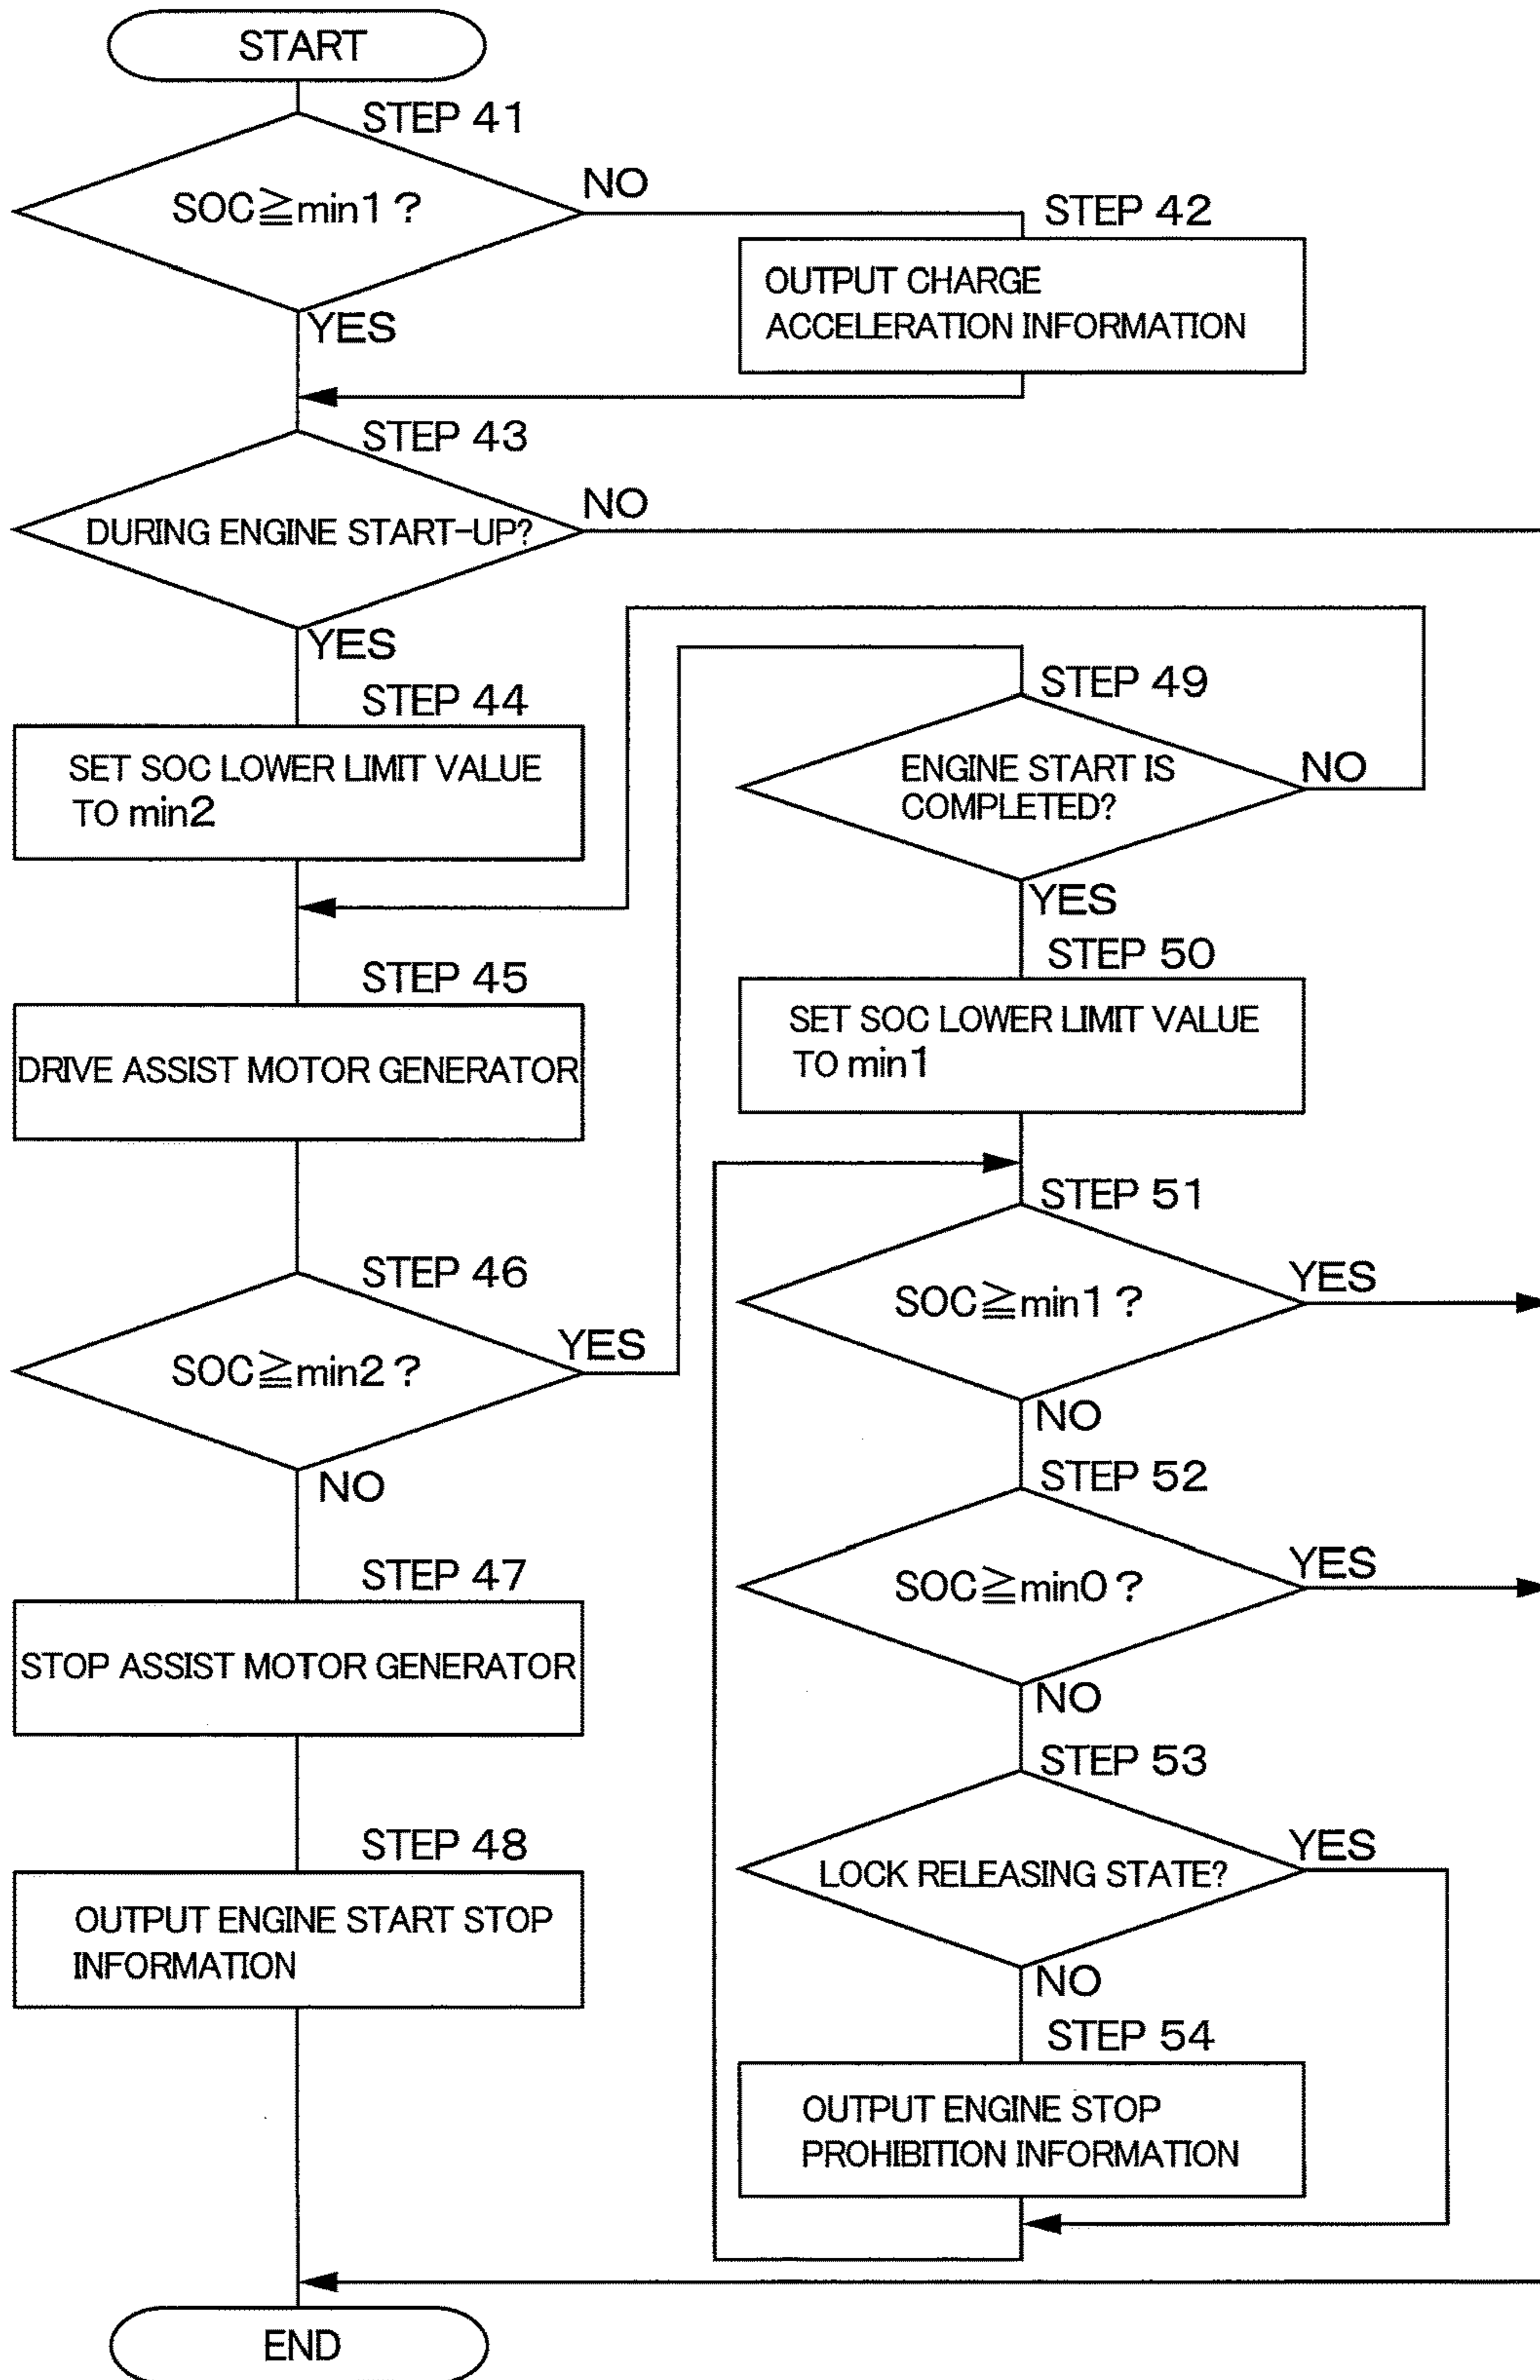 START
STEP 41
SOC≧min1?
NO
YES
STEP 42
OUTPUT CHARGE
ACCELERATION INFORMATION
STEP 43
DURING ENGINE START-UP?
NO
YES
STEP 44
SET SOC LOWER LIMIT VALUE
TO min2
STEP 45
DRIVE ASSIST MOTOR GENERATOR
STEP 46
SOC≧min2?
YES
NO
STEP 47
STOP ASSIST MOTOR GENERATOR
STEP 48
OUTPUT ENGINE START STOP
INFORMATION
STEP 49
ENGINE START IS
COMPLETED?
NO
YES
STEP 50
SET SOC LOWER LIMIT VALUE
TO min1
STEP 51
SOC≧min1?
YES
NO
STEP 52
SOC≧min0?
YES
NO
STEP 53
LOCK RELEASING STATE?
YES
NO
STEP 54
OUTPUT ENGINE STOP
PROHIBITION INFORMATION
END